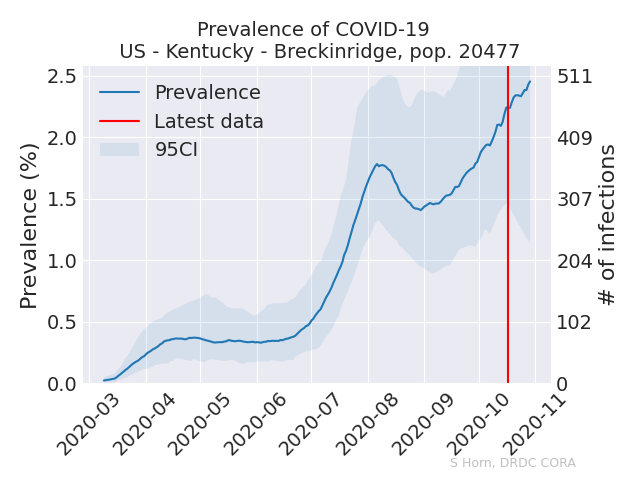 Prevalence of COVID-19
US - Kentucky - Breckinridge, pop. 20477
Prevalence
Latest data
95CI
Prevalence (%)
2.5
2.0
1.5
1.0
0.5
0.0
511
409
307
204
102
0
# of infections
2020-03
2020-04
2020-05
2020-06
2020-07
2020-08
2020-09
2020-10
2020-11
S Horn, DRDC CORA